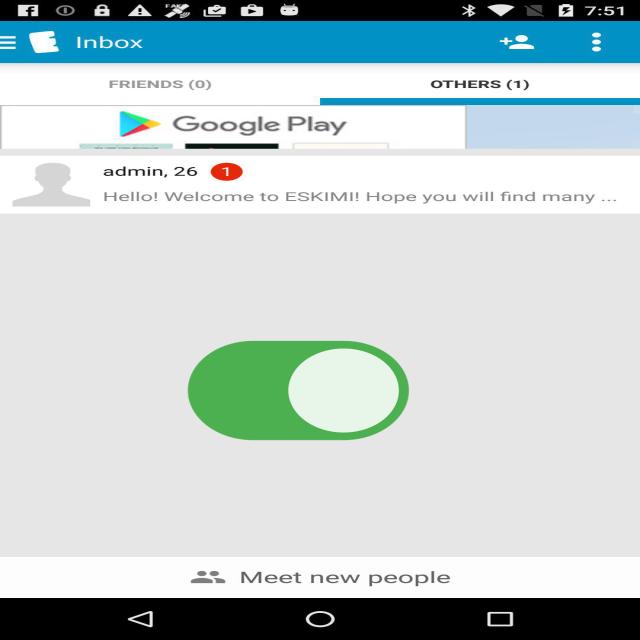 7:51
Inbox
FRIENDS (0)
OTHERS (1)
Google Play
admin, 26 1
Hello! Welcome to ESKIMI! Hope you will find many ...
Meet new people